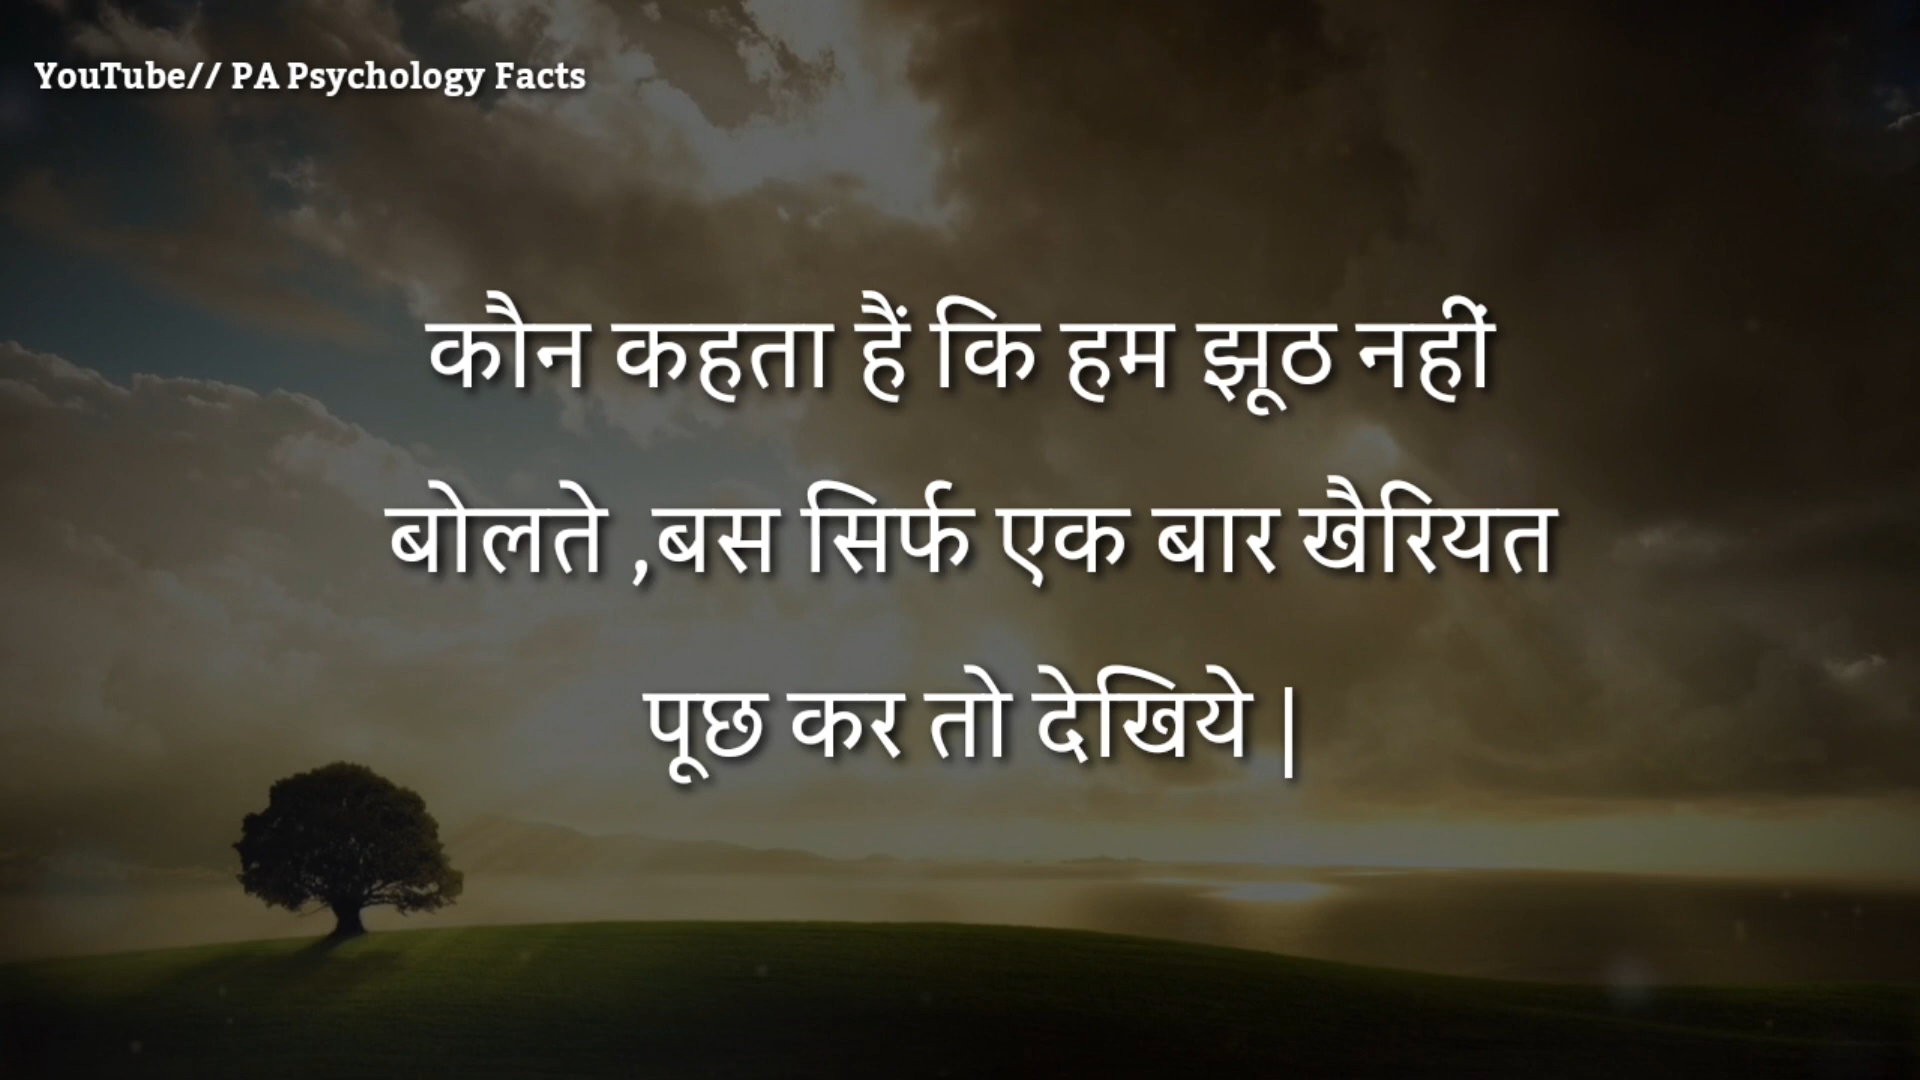 YouTube// PA Psychology Facts
कौन कहता हैं कि हम झूठ नहीं
बोलते ,बस सिर्फ एक बार खैरियत
पूछ कर तो देखिये |